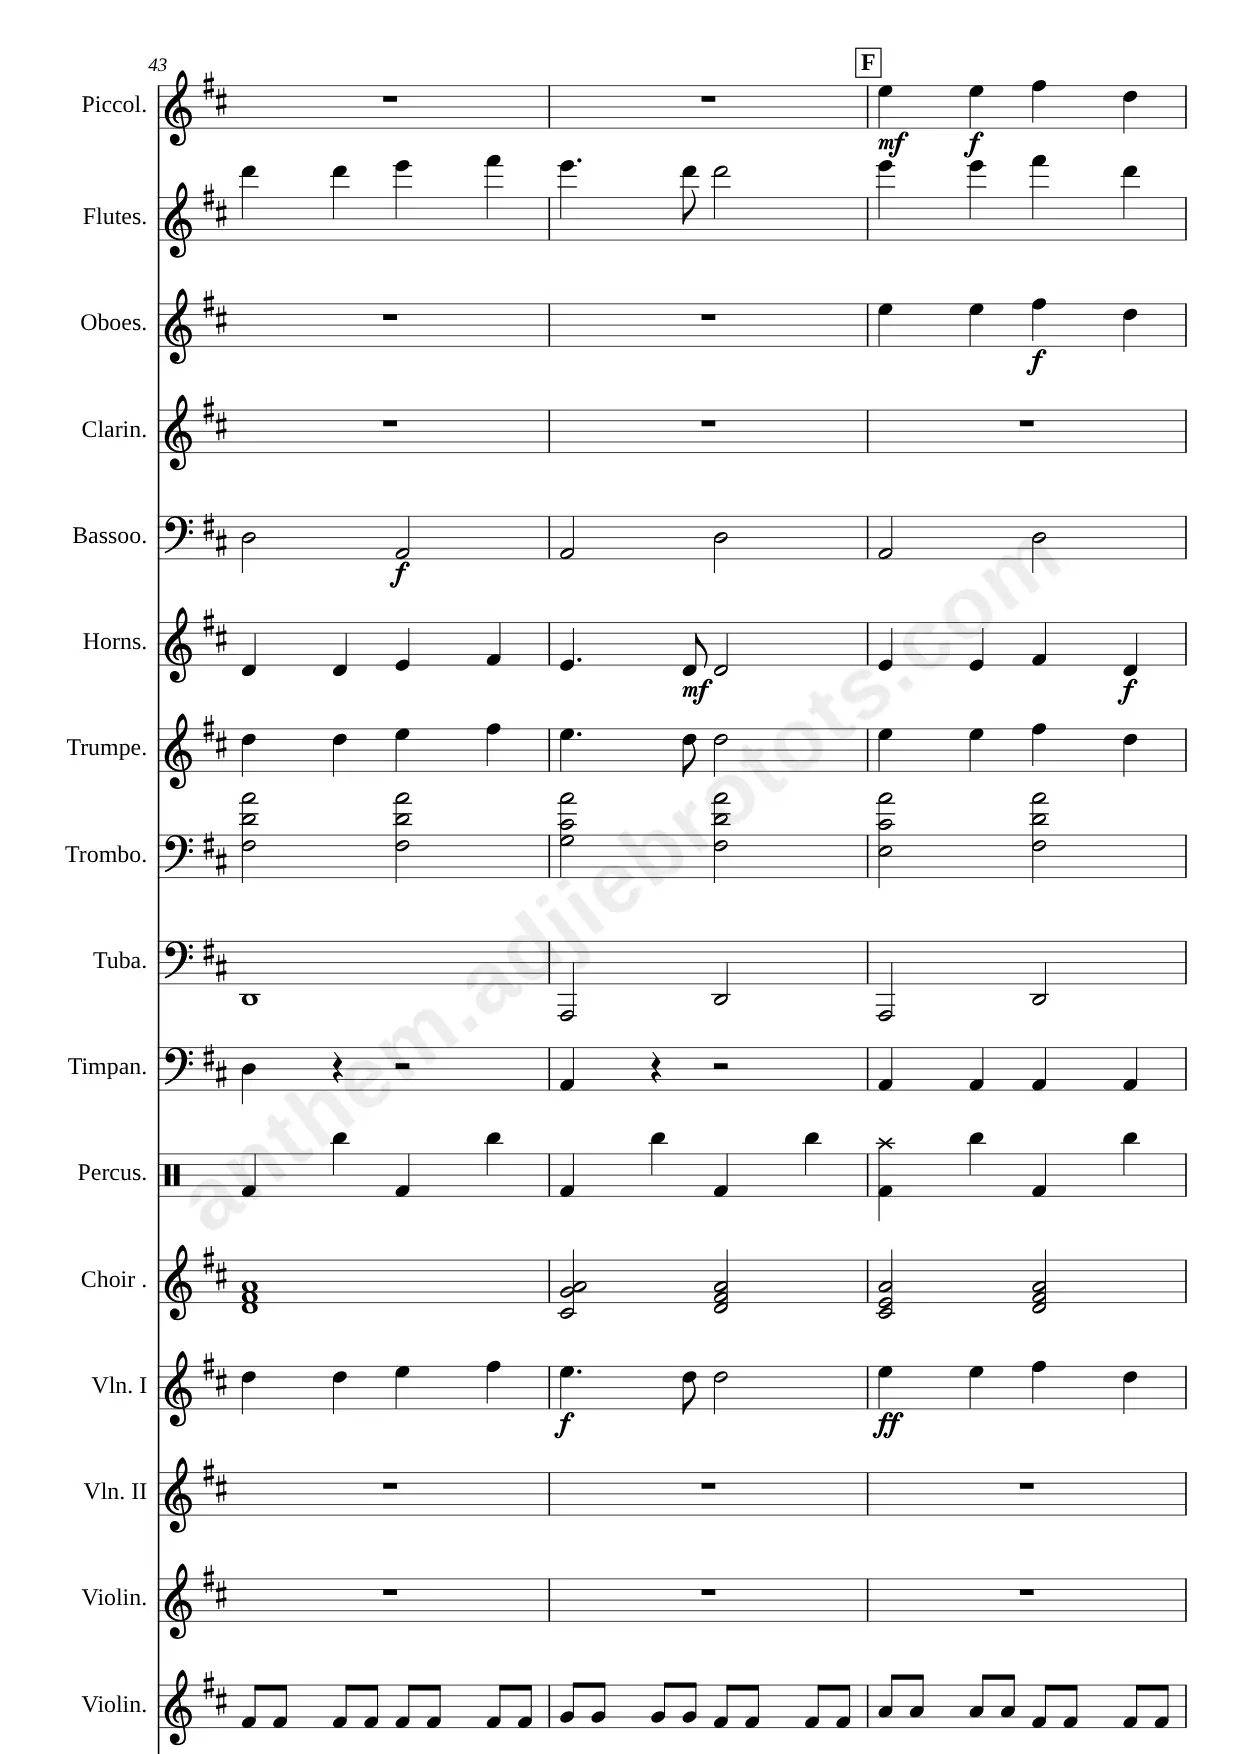 43
F
Piccol.
mf f
Flutes.
Oboes.
f
Clarin.
Bassoo.
f
Horns.
mf f
Trumpe.
Trombo.
Tuba.
Timpan.
Percus.
Choir .
Vln. I
f ff
Vln. II
Violin.
Violin.
anthem.adjiebrotots.com